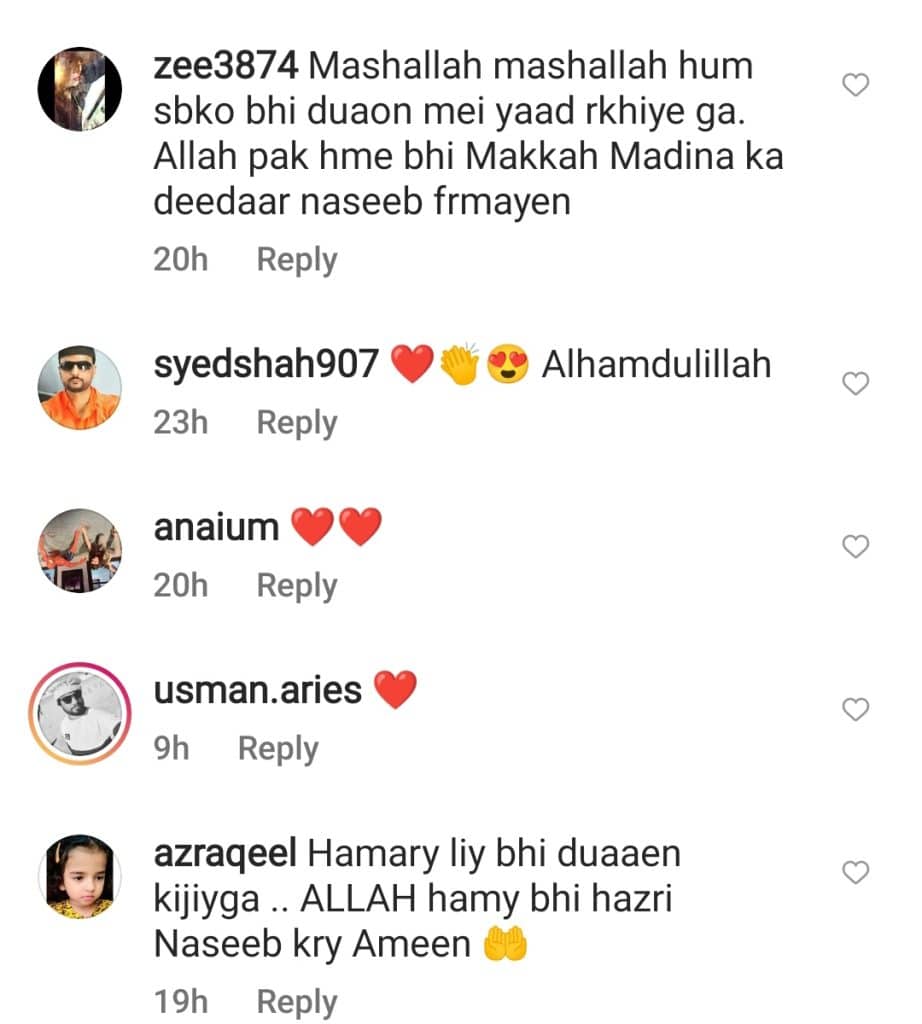 zee3874 Mashallah mashallah hum
sbko bhi duaon mei yaad rkhiye ga.
Allah pak hme bhi Makkah Madina ka
deedaar naseeb frmayen
20h Reply
syedshah907 ❤️👏😍 Alhamdulillah
23h Reply
anaium ❤️❤️
20h Reply
usman.aries ❤️
9h Reply
azraqeel Hamary liy bhi duaaen
kijiyga .. ALLAH hamy bhi hazri
Naseeb kry Ameen 🤲
19h Reply